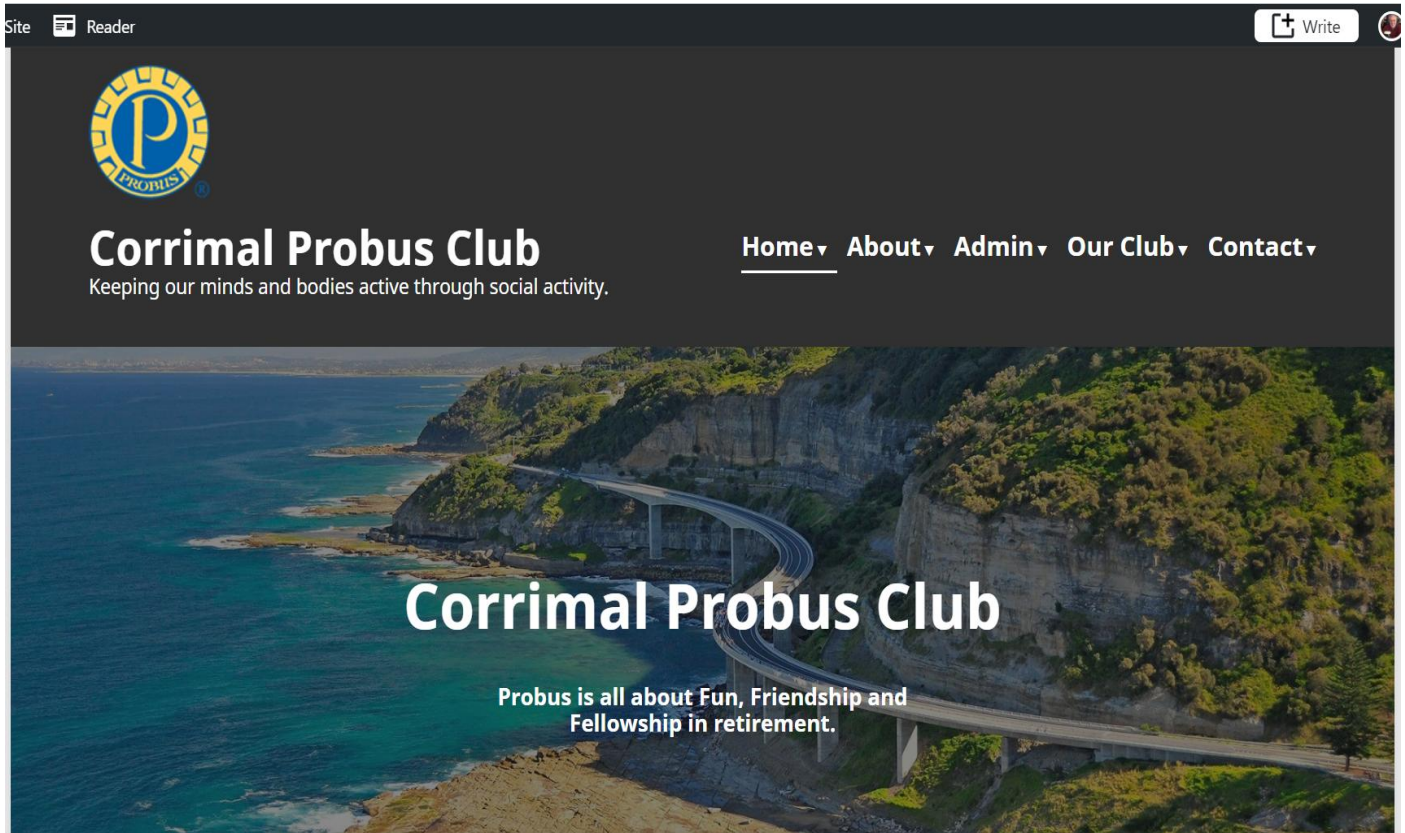 Site Reader Write
PROBUS
Corrimal Probus Club
Keeping our minds and bodies active through social activity.
Home▾ About▾ Admin▾ Our Club▾ Contact▾
Corrimal Probus Club
Probus is all about Fun, Friendship and
Fellowship in retirement.